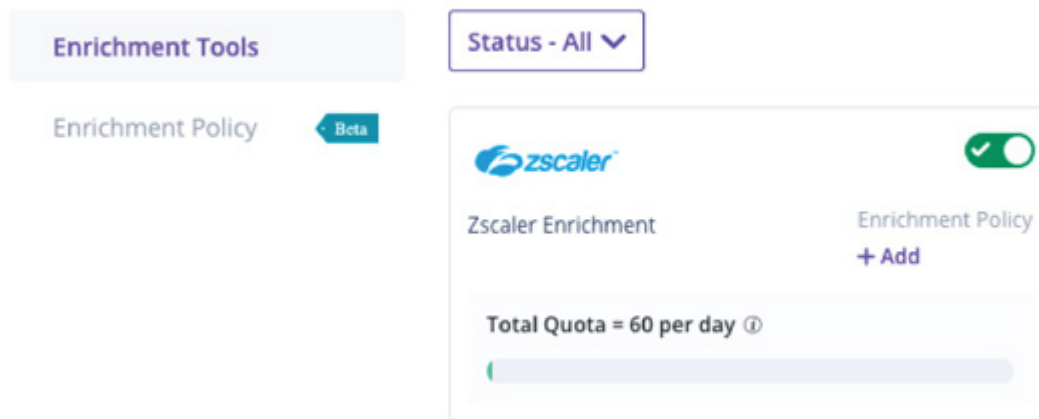 Enrichment Tools
Status - All
Enrichment Policy
Beta
zscaler
Zscaler Enrichment
Enrichment Policy
+ Add
Total Quota = 60 per day